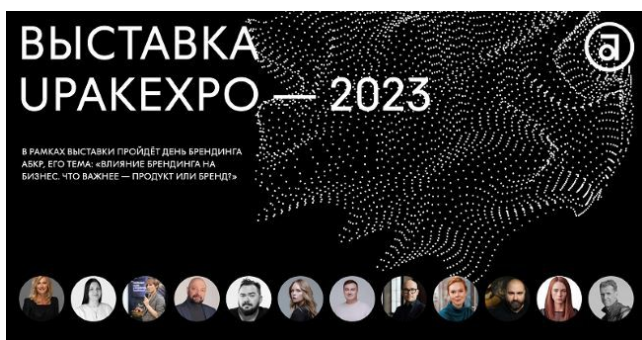 ВЫСТАВКА
UPAKEXPO — 2023
В РАМКАХ ВЫСТАВКИ ПРОЙДЁТ ДЕНЬ БРЕНДИНГА
АБКР, ЕГО ТЕМА: «ВЛИЯНИЕ БРЕНДИНГА НА
БИЗНЕС. ЧТО ВАЖНЕЕ — ПРОДУКТ ИЛИ БРЕНД?»